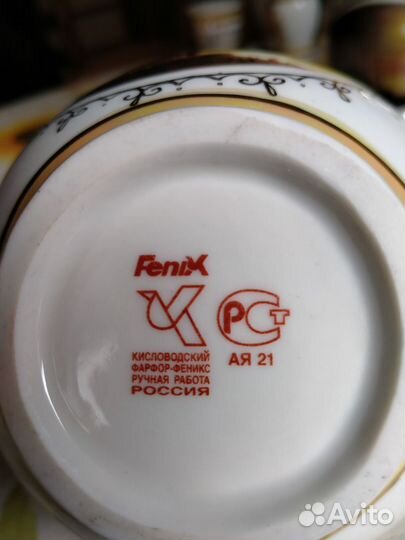 Fenix
РСТ
АЯ 21
КИСЛОВОДСКИЙ
ФАРФОР-ФЕНИКС
РУЧНАЯ РАБОТА
РОССИЯ
Avito